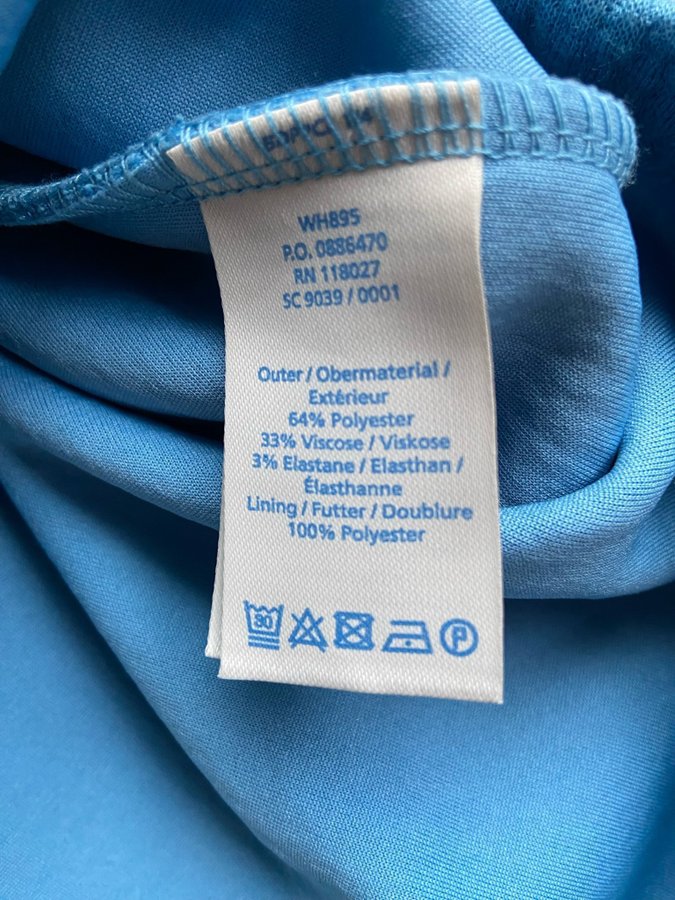 WH895
P.O. 0886470
RN 118027
SC 9039 / 0001
Outer / Obermaterial /
Extérieur
64% Polyester
33% Viscose / Viskose
3% Elastane / Elasthan /
Élasthanne
Lining / Futter / Doublure
100% Polyester
30
P